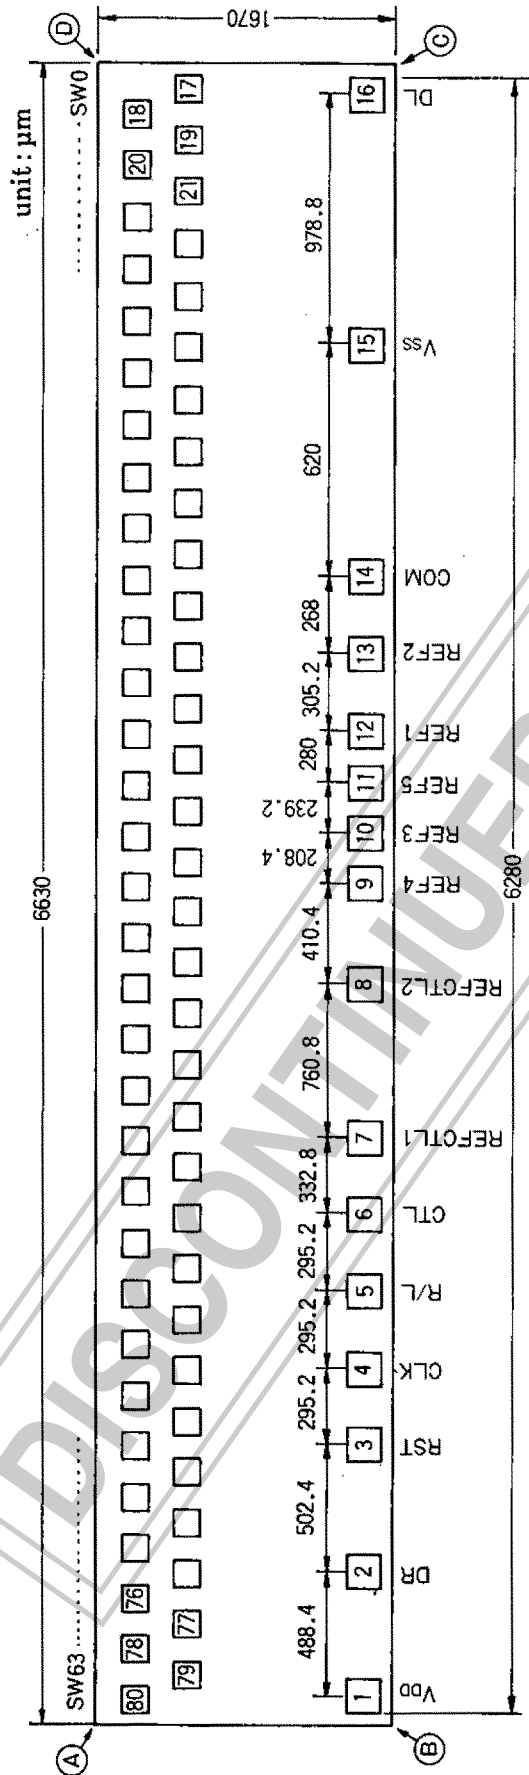 unit : µm
6630
1670
A
B
C
D
SW63
SW0
80
78
76
20
18
79
77
21
19
17
488.4
502.4
295.2
295.2
295.2
332.8
760.8
410.4
208.4
239.2
280
305.2
268
620
978.8
1
2
3
4
5
6
7
8
9
10
11
12
13
14
15
16
VDD
DR
RST
CLK
R/L
CTL
REFCTL1
REFCTL2
REF4
REF3
REF5
REF1
REF2
COM
VSS
DL
6280
DISCONTINUED